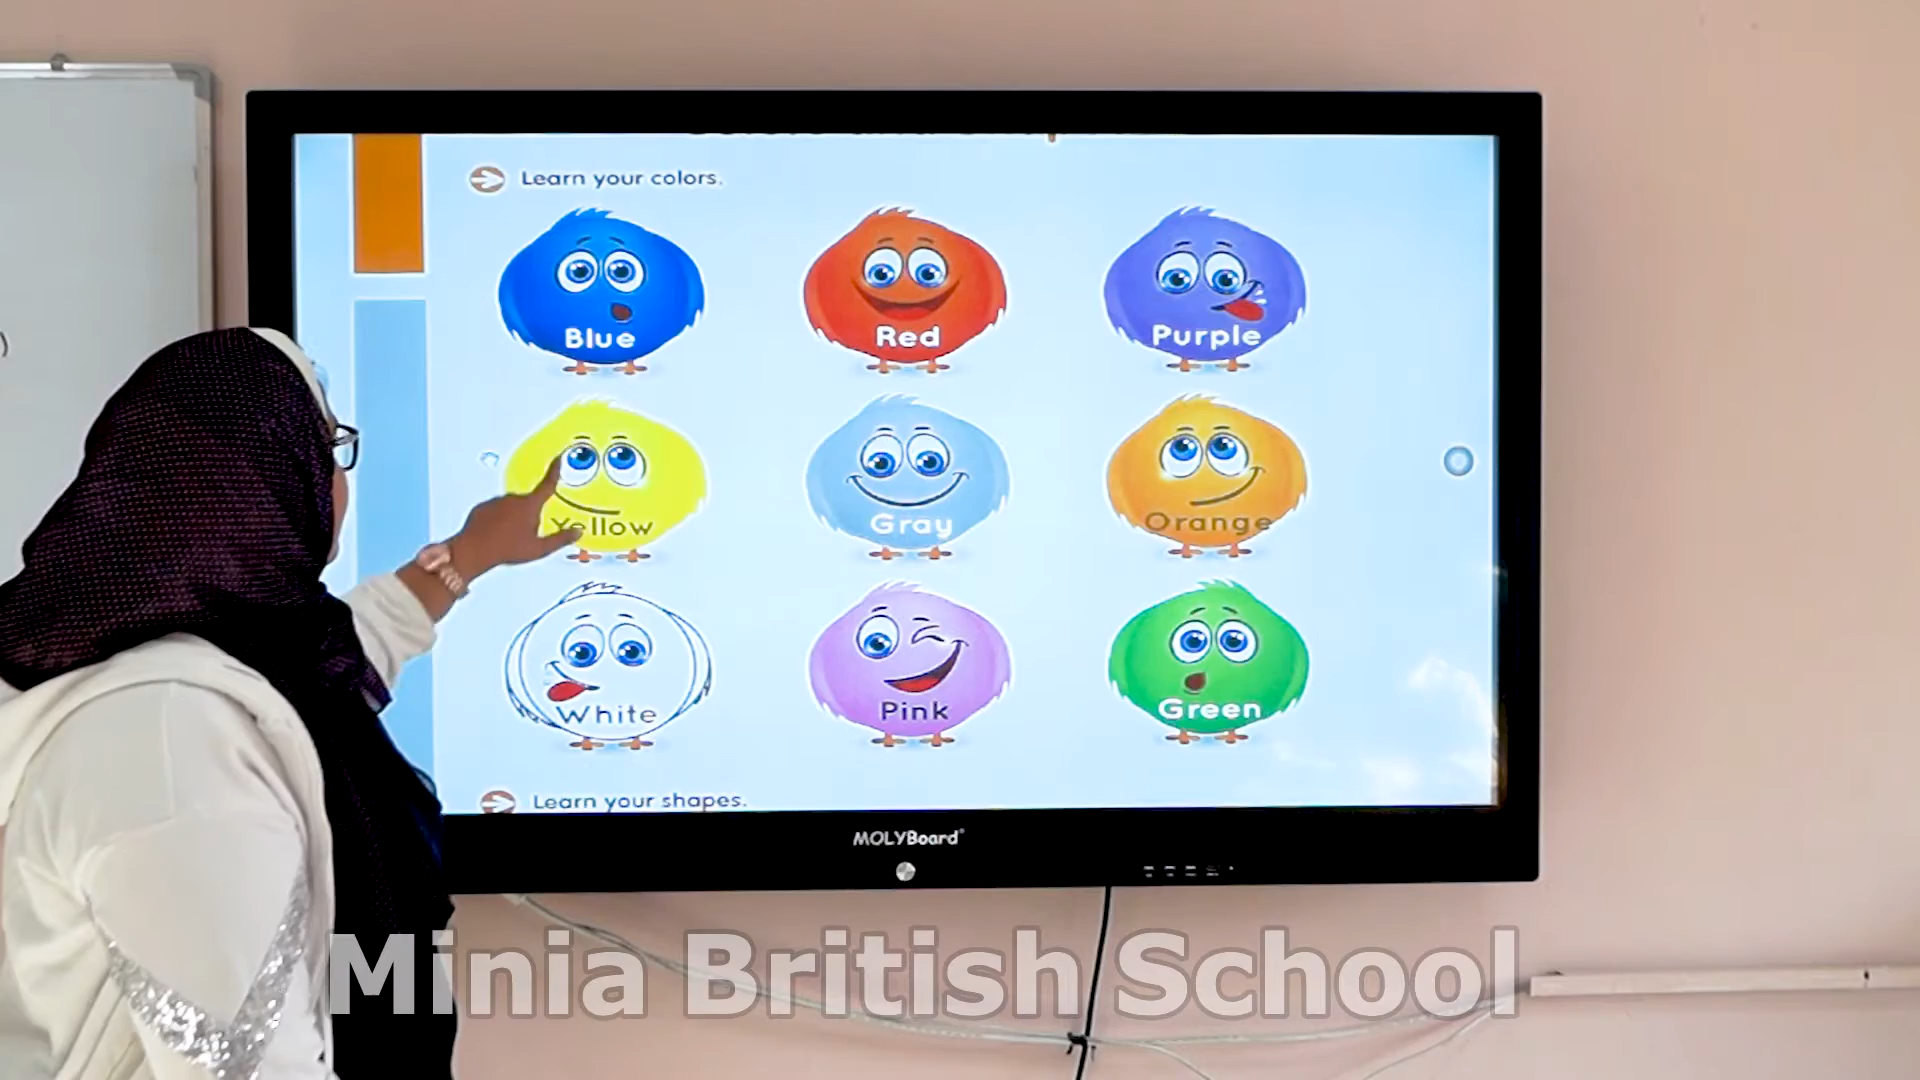 Learn your colors.
Blue
Red
Purple
Yellow
Gray
Orange
White
Pink
Green
Learn your shapes.
MOLYBoard
Minia British School